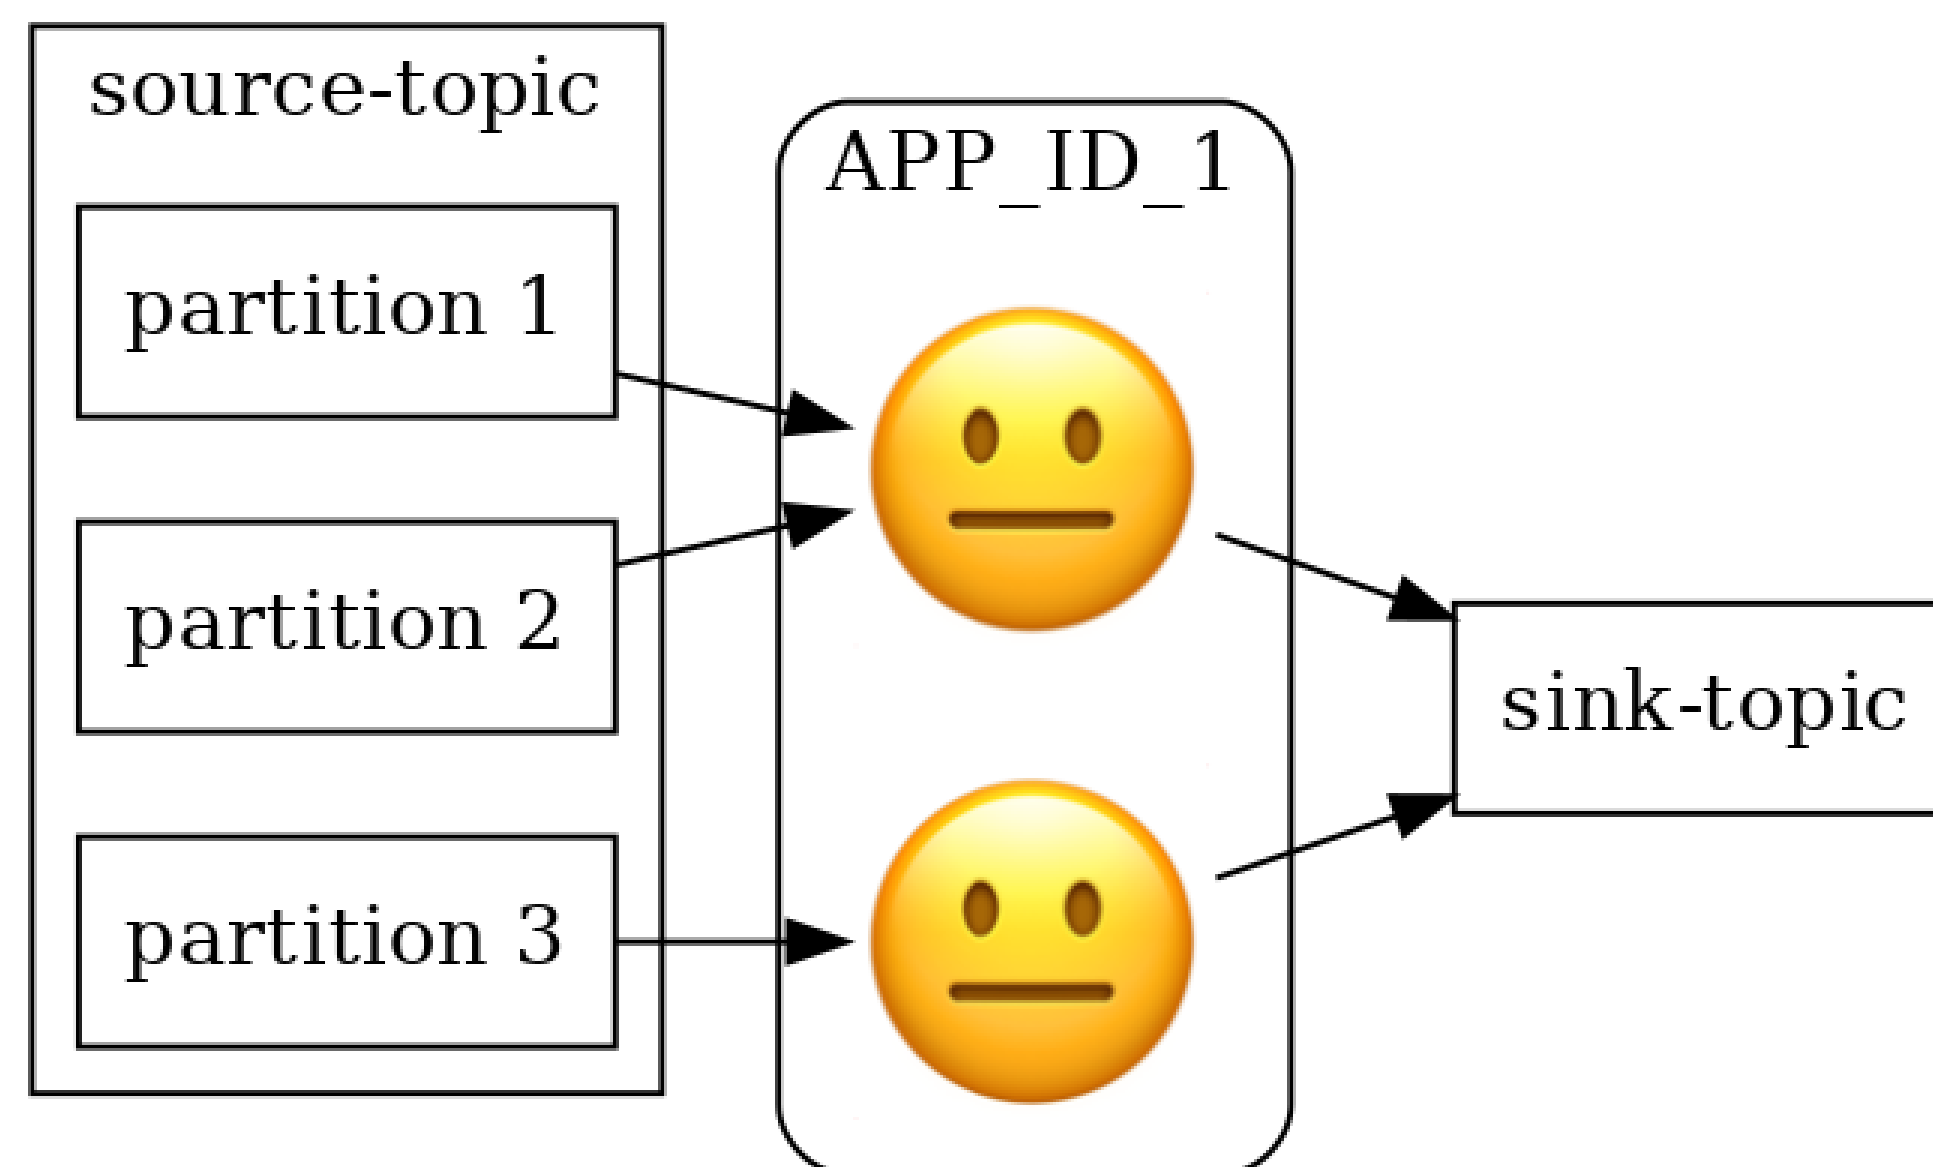 source-topic
APP_ID_1
partition 1
partition 2
partition 3
sink-topic